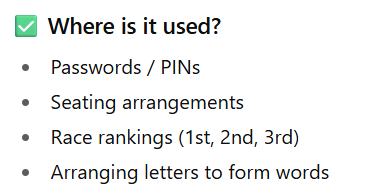 ✅ Where is it used?
• Passwords / PINs
• Seating arrangements
• Race rankings (1st, 2nd, 3rd)
• Arranging letters to form words